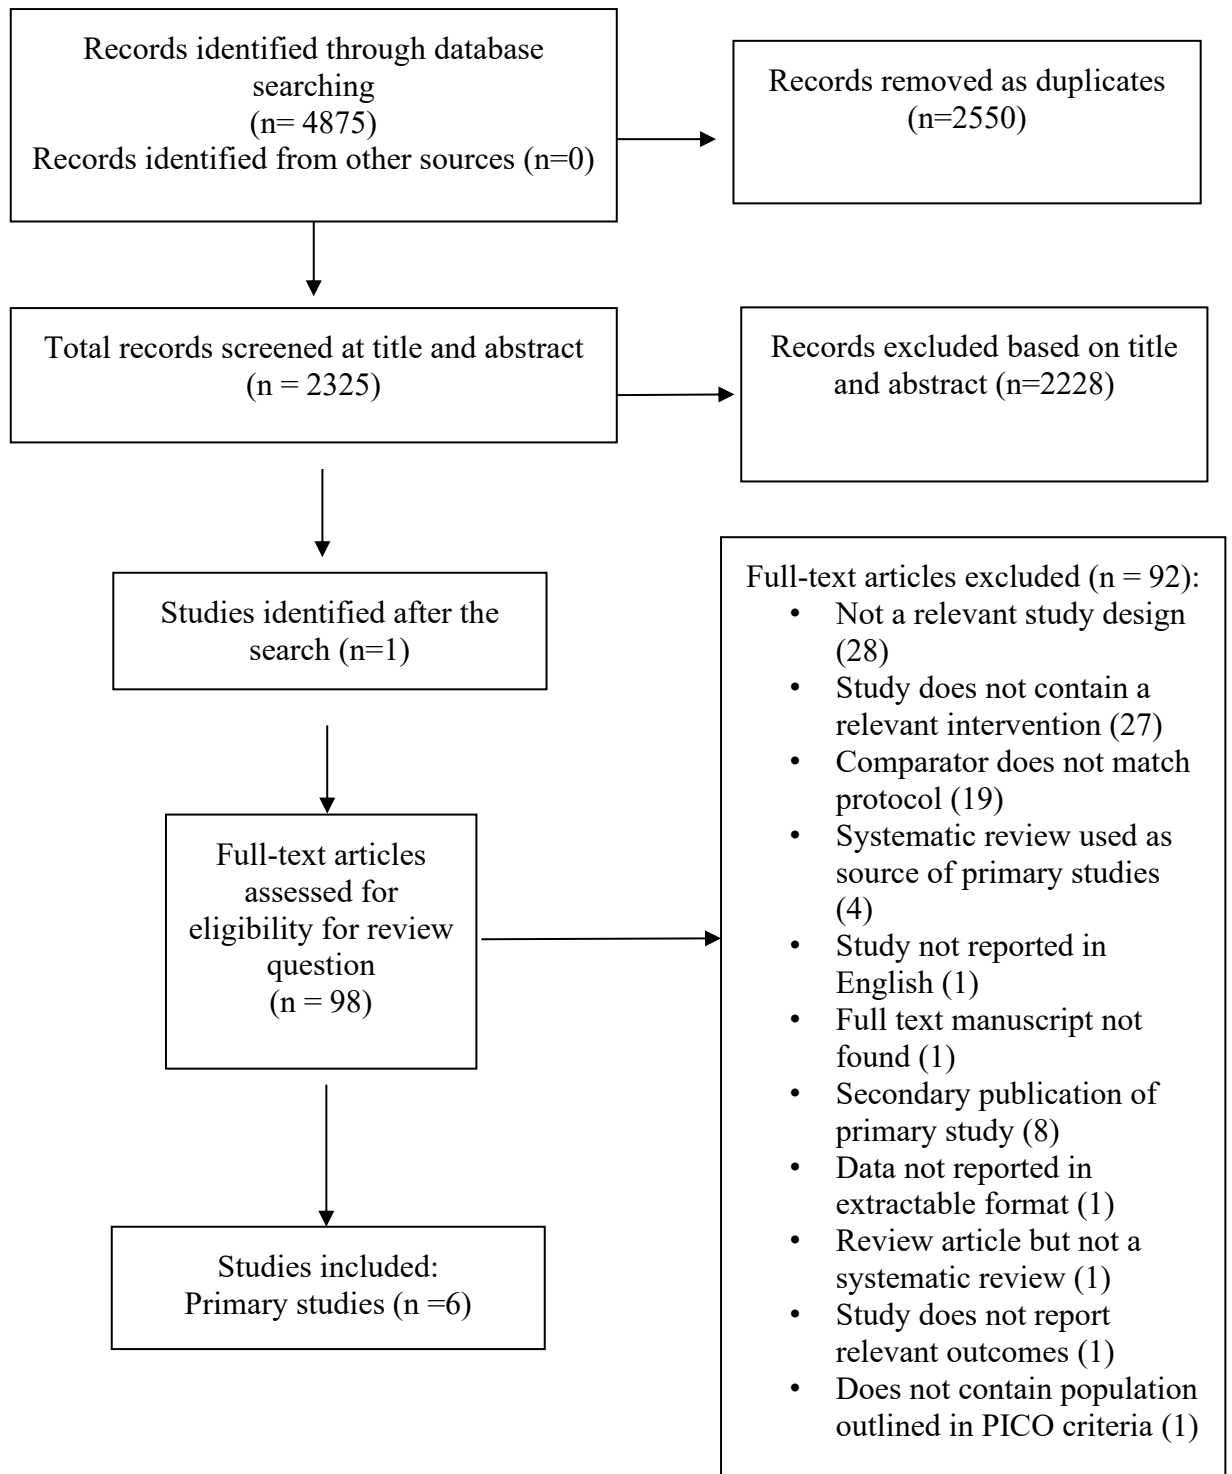 Records identified through database
searching
(n= 4875)
Records identified from other sources (n=0)
Records removed as duplicates
(n=2550)
Total records screened at title and abstract
(n = 2325)
Records excluded based on title
and abstract (n=2228)
Studies identified after the
search (n=1)
Full-text articles
assessed for
eligibility for review
question
(n = 98)
Full-text articles excluded (n = 92):
• Not a relevant study design
(28)
• Study does not contain a
relevant intervention (27)
• Comparator does not match
protocol (19)
• Systematic review used as
source of primary studies
(4)
• Study not reported in
English (1)
• Full text manuscript not
found (1)
• Secondary publication of
primary study (8)
• Data not reported in
extractable format (1)
• Review article but not a
systematic review (1)
• Study does not report
relevant outcomes (1)
• Does not contain population
outlined in PICO criteria (1)
Studies included:
Primary studies (n =6)